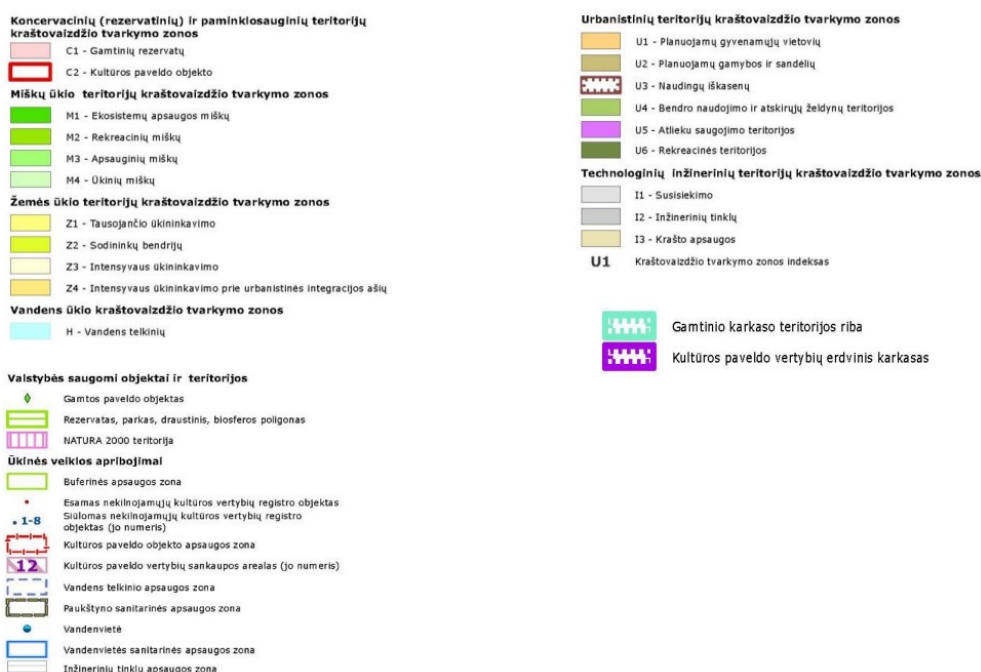 Koncervacinių (rezervatinių) ir paminklosauginių teritorijų
kraštovaizdžio tvarkymo zonos
C1 - Gamtinių rezervatų
C2 - Kultūros paveldo objekto
Miškų ūkio teritorijų kraštovaizdžio tvarkymo zonos
M1 - Ekosistemų apsaugos miškų
M2 - Rekreacinių miškų
M3 - Apsauginių miškų
M4 - Ūkinių miškų
Žemės ūkio teritorijų kraštovaizdžio tvarkymo zonos
Z1 - Tausojančio ūkininkavimo
Z2 - Sodininkų bendrijų
Z3 - Intensyvaus ūkininkavimo
Z4 - Intensyvaus ūkininkavimo prie urbanistinės integracijos ašių
Vandens ūkio kraštovaizdžio tvarkymo zonos
H - Vandens telkinių
Valstybės saugomi objektai ir teritorijos
Gamtos paveldo objektas
Rezervatas, parkas, draustinis, biosferos poligonas
NATURA 2000 teritorija
Ūkinės veiklos apribojimai
Buferinės apsaugos zona
Esamas nekilnojamųjų kultūros vertybių registro objektas
1-8 Siūlomas nekilnojamųjų kultūros vertybių registro
objektas (jo numeris)
Kultūros paveldo objekto apsaugos zona
12 Kultūros paveldo vertybių sankaupos arealas (jo numeris)
Vandens telkinio apsaugos zona
Paukštyno sanitarinės apsaugos zona
Vandenvietė
Vandenvietės sanitarinės apsaugos zona
Inžinerinių tinklų apsaugos zona
Urbanistinių teritorijų kraštovaizdžio tvarkymo zonos
U1 - Planuojamų gyvenamųjų vietovių
U2 - Planuojamų gamybos ir sandėlių
U3 - Naudingų iškasenų
U4 - Bendro naudojimo ir atskirųjų želdynų teritorijos
U5 - Atlieku saugojimo teritorijos
U6 - Rekreacinės teritorijos
Technologinių inžinerinių teritorijų kraštovaizdžio tvarkymo zonos
I1 - Susisiekimo
I2 - Inžinerinių tinklų
I3 - Krašto apsaugos
U1 Kraštovaizdžio tvarkymo zonos indeksas
Gamtinio karkaso teritorijos riba
Kultūros paveldo vertybių erdvinis karkasas